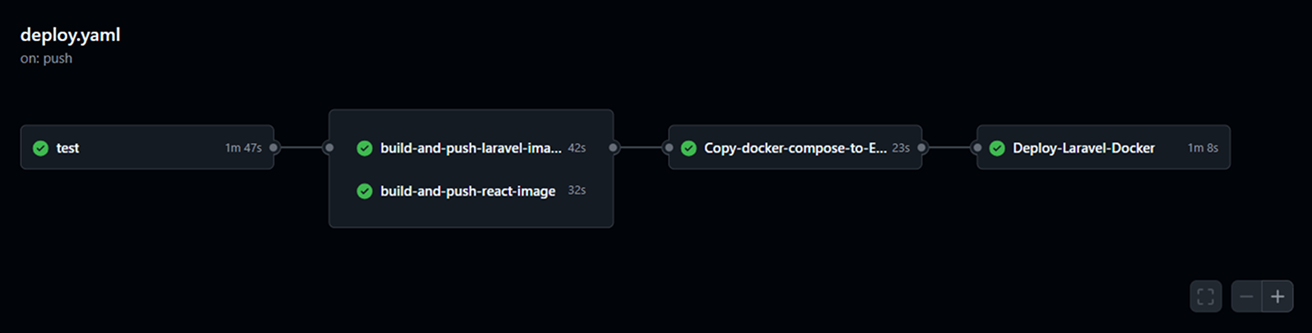 deploy.yaml
on: push
test 1m 47s
build-and-push-laravel-ima... 42s
build-and-push-react-image 32s
Copy-docker-compose-to-E... 23s
Deploy-Laravel-Docker 1m 8s